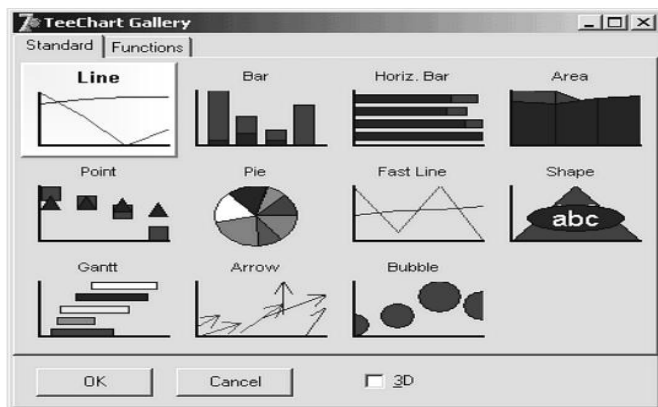 TeeChart Gallery
Standard Functions
Line Bar Horiz. Bar Area
Point Pie Fast Line Shape
abc
Gantt Arrow Bubble
OK Cancel 3D